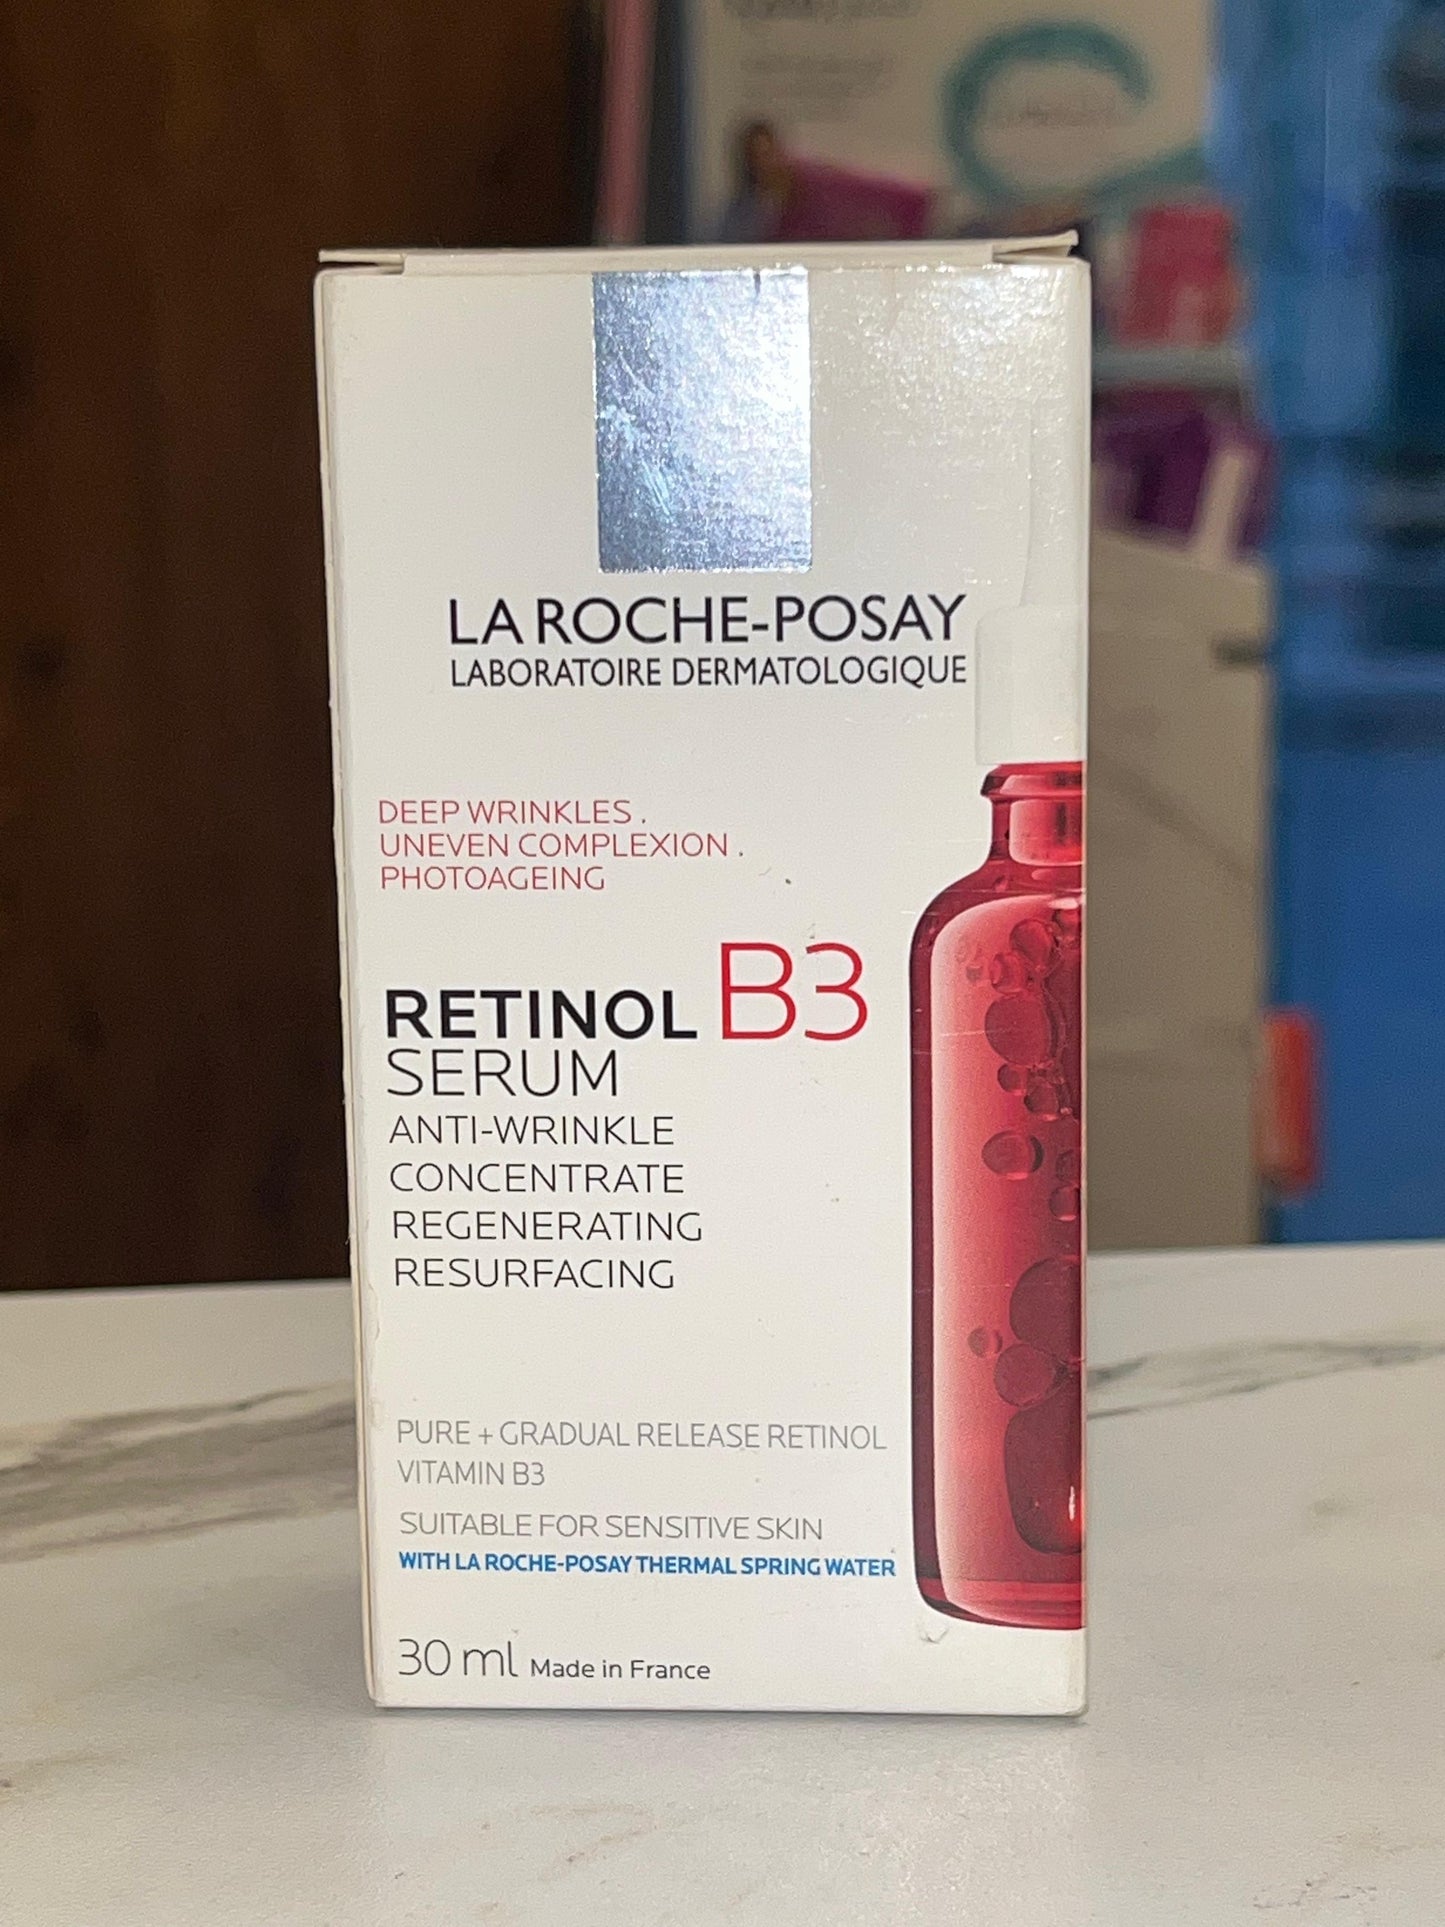 LA ROCHE-POSAY
LABORATOIRE DERMATOLOGIQUE
DEEP WRINKLES .
UNEVEN COMPLEXION .
PHOTOAGEING
RETINOL B3
SERUM
ANTI-WRINKLE
CONCENTRATE
REGENERATING
RESURFACING
PURE + GRADUAL RELEASE RETINOL
VITAMIN B3
SUITABLE FOR SENSITIVE SKIN
WITH LA ROCHE-POSAY THERMAL SPRING WATER
30 ml Made in France